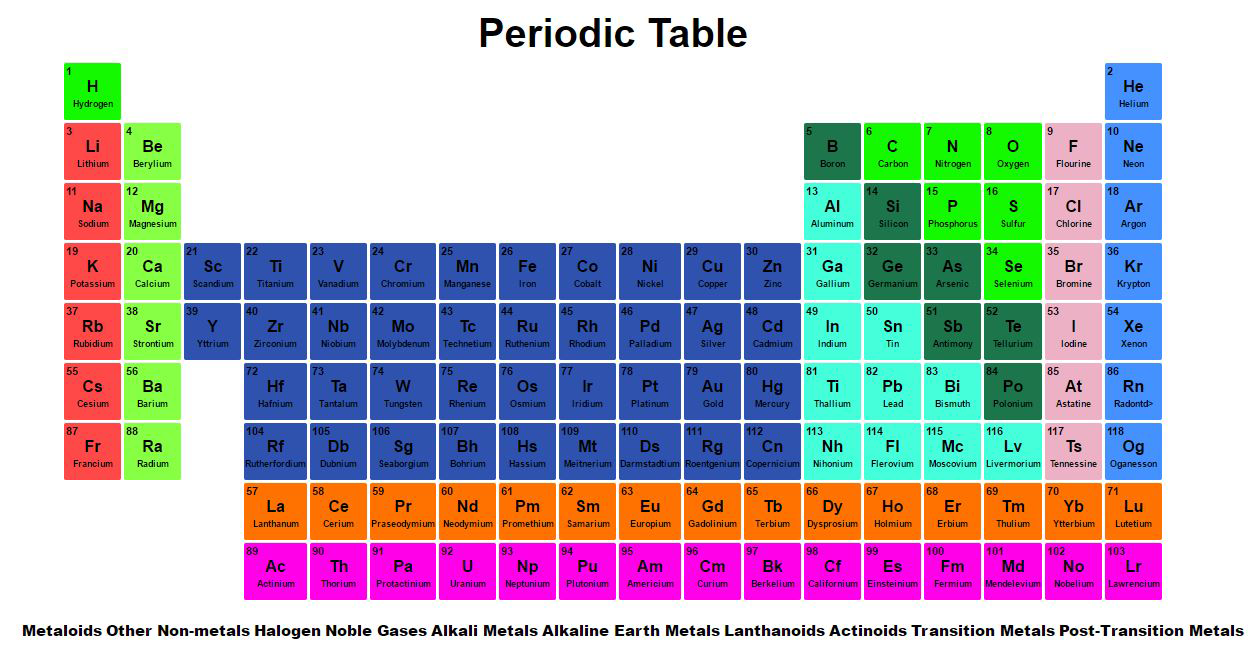 Periodic Table
1 2
H He
Hydrogen Helium
3 4 5 6 7 8 9 10
Li Be B C N O F Ne
Lithium Berylium Boron Carbon Nitrogen Oxygen Flourine Neon
11 12 13 14 15 16 17 18
Na Mg Al Si P S Cl Ar
Sodium Magnesium Aluminum Silicon Phosphorus Sulfur Chlorine Argon
19 20 21 22 23 24 25 26 27 28 29 30 31 32 33 34 35 36
K Ca Sc Ti V Cr Mn Fe Co Ni Cu Zn Ga Ge As Se Br Kr
Potassium Calcium Scandium Titanium Vanadium Chromium Manganese Iron Cobalt Nickel Copper Zinc Gallium Germanium Arsenic Selenium Bromine Krypton
37 38 39 40 41 42 43 44 45 46 47 48 49 50 51 52 53 54
Rb Sr Y Zr Nb Mo Tc Ru Rh Pd Ag Cd In Sn Sb Te I Xe
Rubidium Strontium Yttrium Zirconium Niobium Molybdenum Technetium Ruthenium Rhodium Palladium Silver Cadmium Indium Tin Antimony Tellurium Iodine Xenon
55 56 72 73 74 75 76 77 78 79 80 81 82 83 84 85 86
Cs Ba Hf Ta W Re Os Ir Pt Au Hg Ti Pb Bi Po At Rn
Cesium Barium Hafnium Tantalum Tungsten Rhenium Osmium Iridium Platinum Gold Mercury Thallium Lead Bismuth Polonium Astatine Radontd>
87 88 104 105 106 107 108 109 110 111 112 113 114 115 116 117 118
Fr Ra Rf Db Sg Bh Hs Mt Ds Rg Cn Nh Fl Mc Lv Ts Og
Francium Radium Rutherfordium Dubnium Seaborgium Bohrium Hassium Meitnerium Darmstadtium Roentgenium Copernicium Nihonium Flerovium Moscovium Livermorium Tennessine Oganesson
57 58 59 60 61 62 63 64 65 66 67 68 69 70 71
La Ce Pr Nd Pm Sm Eu Gd Tb Dy Ho Er Tm Yb Lu
Lanthanum Cerium Praseodymium Neodymium Promethium Samarium Europium Gadolinium Terbium Dysprosium Holmium Erbium Thulium Ytterbium Lutetium
89 90 91 92 93 94 95 96 97 98 99 100 101 102 103
Ac Th Pa U Np Pu Am Cm Bk Cf Es Fm Md No Lr
Actinium Thorium Protactinium Uranium Neptunium Plutonium Americium Curium Berkelium Californium Einsteinium Fermium Mendelevium Nobelium Lawrencium
Metaloids Other Non-metals Halogen Noble Gases Alkali Metals Alkaline Earth Metals Lanthanoids Actinoids Transition Metals Post-Transition Metals